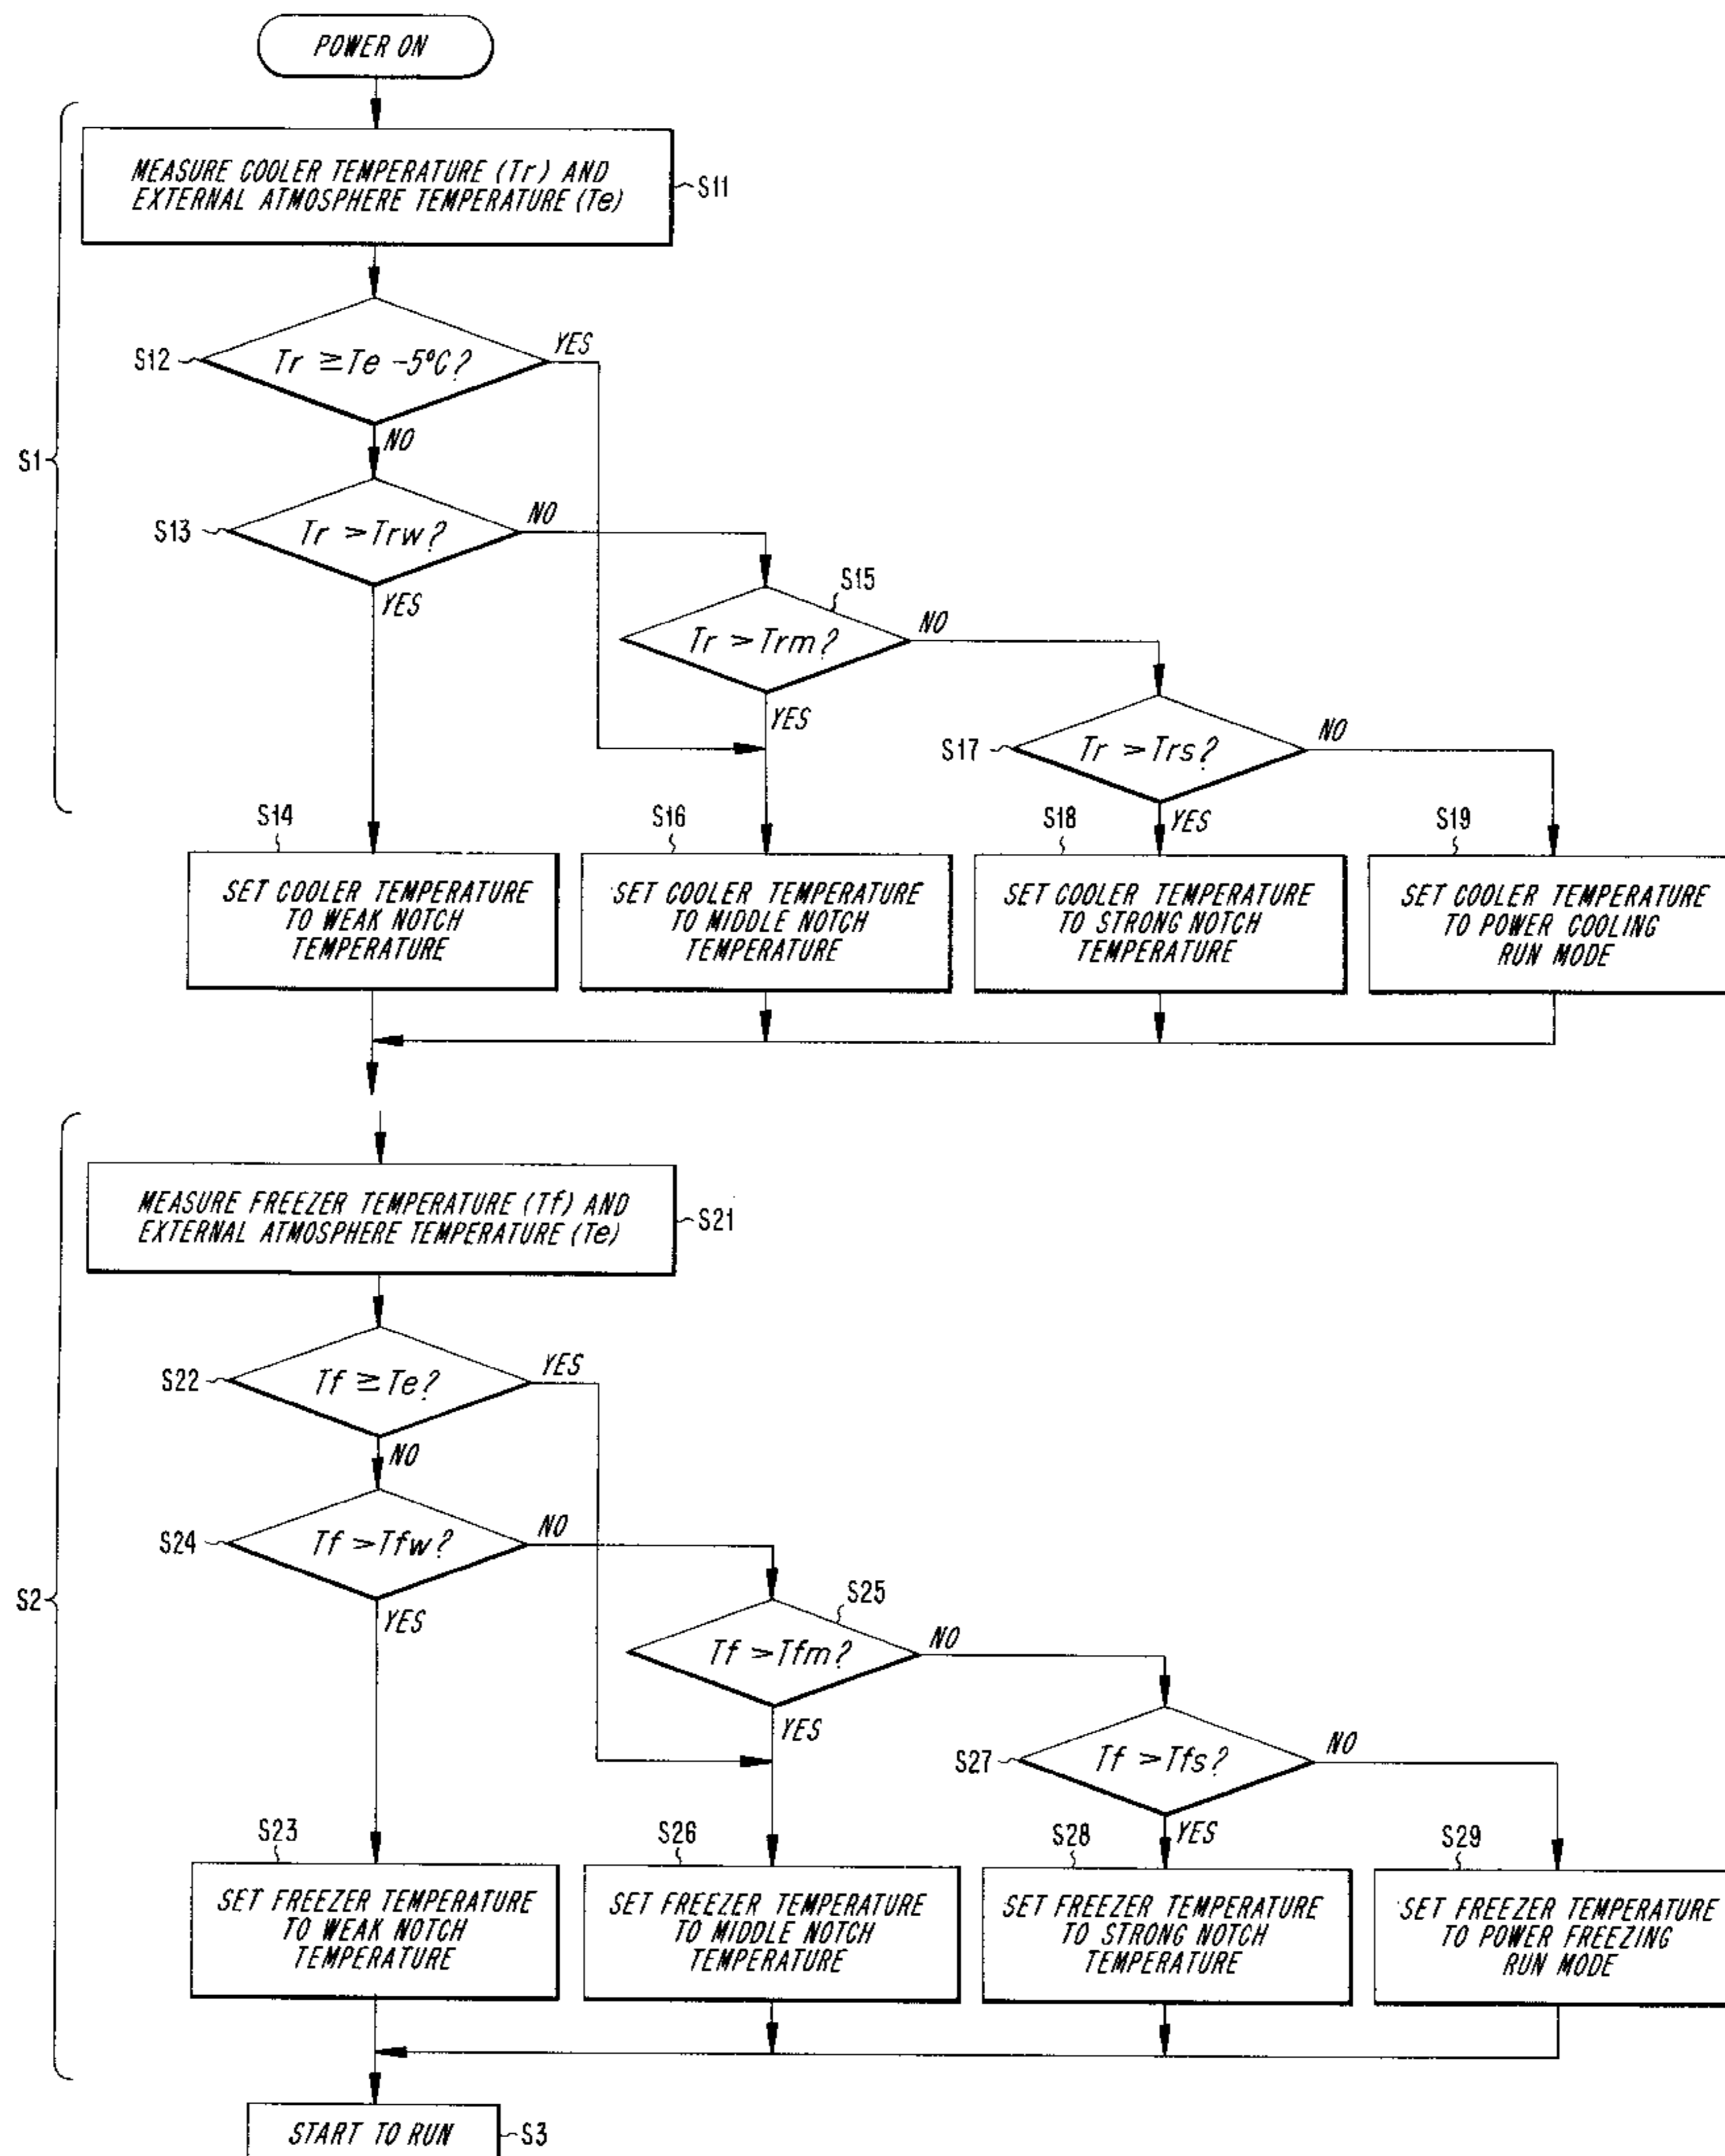 POWER ON
MEASURE COOLER TEMPERATURE (Tr) AND
EXTERNAL ATMOSPHERE TEMPERATURE (Te)
S11
S12
Tr ≧ Te -5°C?
YES
NO
S1
S13
Tr > Trw?
NO
YES
S15
Tr > Trm?
NO
YES
S17
Tr > Trs?
NO
YES
S14
SET COOLER TEMPERATURE
TO WEAK NOTCH
TEMPERATURE
S16
SET COOLER TEMPERATURE
TO MIDDLE NOTCH
TEMPERATURE
S18
SET COOLER TEMPERATURE
TO STRONG NOTCH
TEMPERATURE
S19
SET COOLER TEMPERATURE
TO POWER COOLING
RUN MODE
MEASURE FREEZER TEMPERATURE (Tf) AND
EXTERNAL ATMOSPHERE TEMPERATURE (Te)
S21
S22
Tf ≧ Te?
YES
NO
S24
Tf > Tfw?
NO
YES
S2
S25
Tf > Tfm?
NO
YES
S27
Tf > Tfs?
NO
YES
S23
SET FREEZER TEMPERATURE
TO WEAK NOTCH
TEMPERATURE
S26
SET FREEZER TEMPERATURE
TO MIDDLE NOTCH
TEMPERATURE
S28
SET FREEZER TEMPERATURE
TO STRONG NOTCH
TEMPERATURE
S29
SET FREEZER TEMPERATURE
TO POWER FREEZING
RUN MODE
START TO RUN
S3